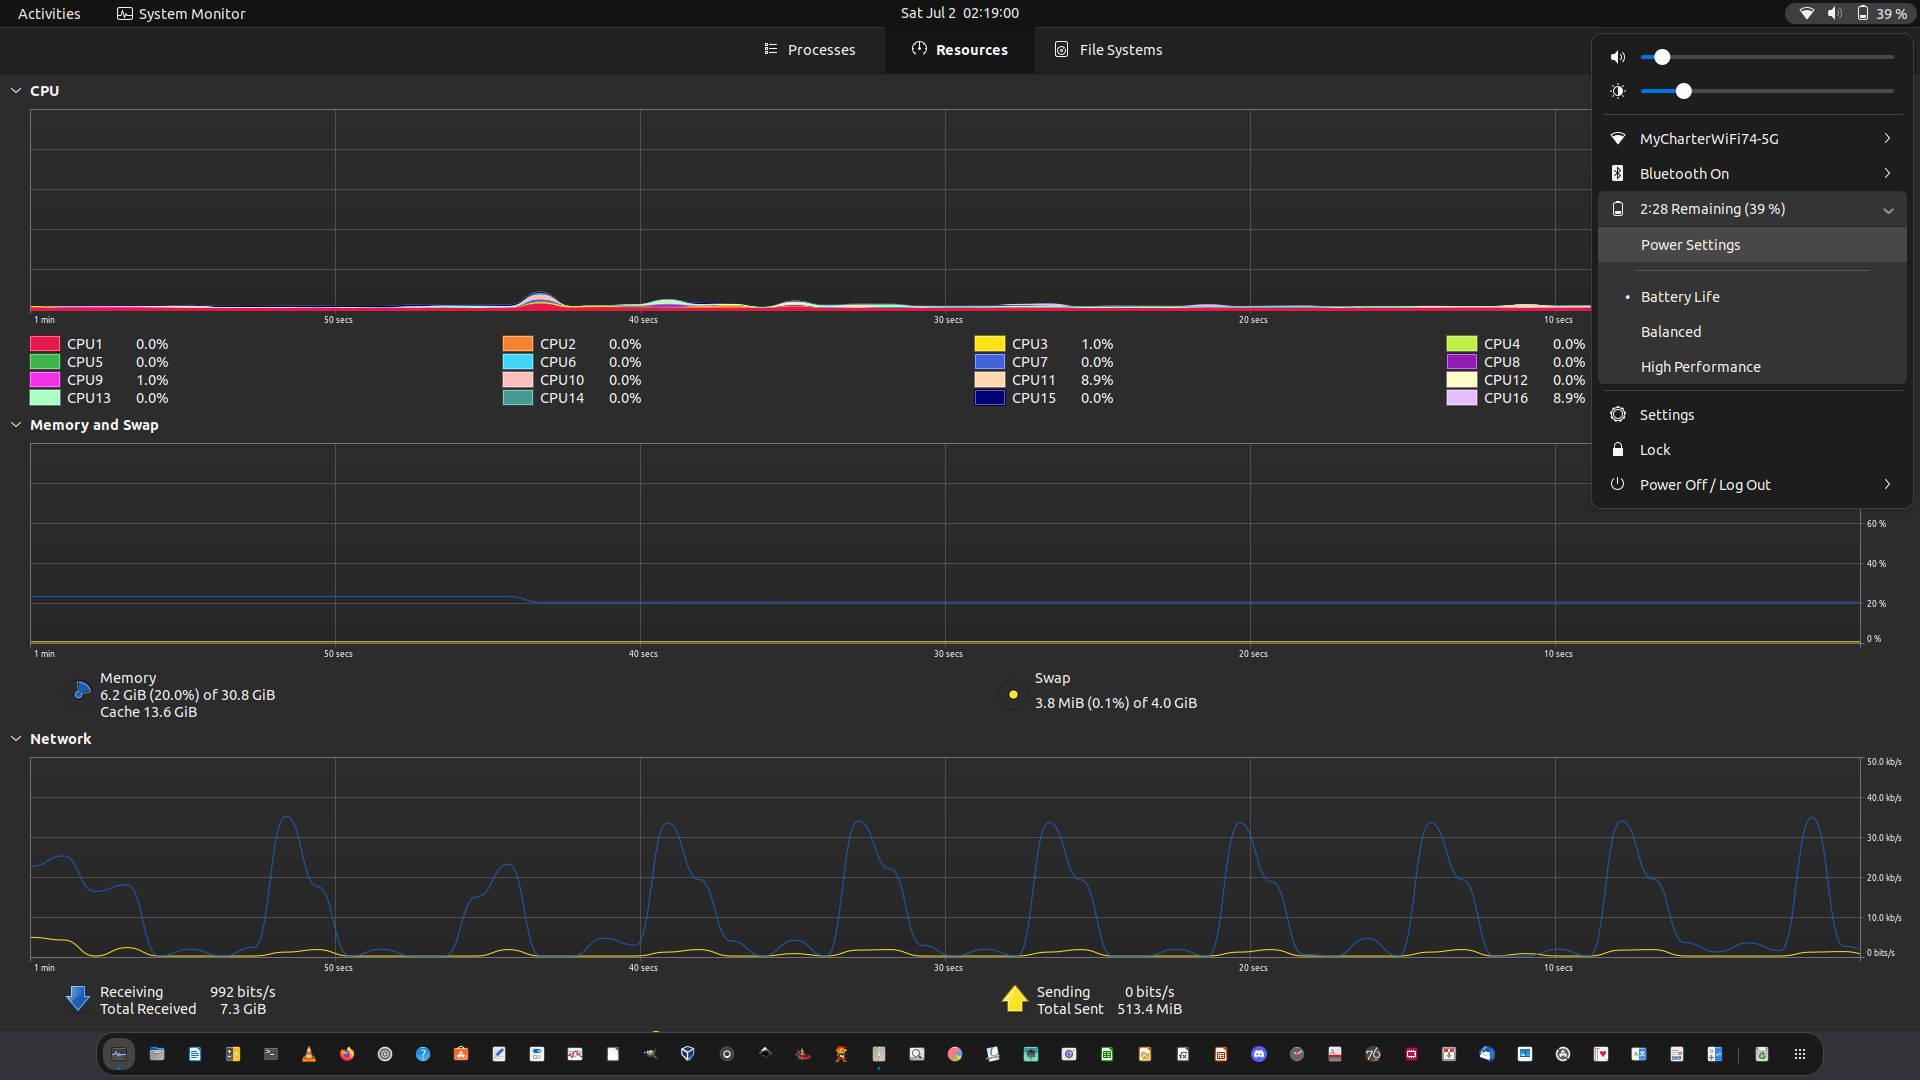 Activities
System Monitor
Sat Jul 2  02:19:00
39 %
Processes
Resources
File Systems
CPU
1 min
50 secs
40 secs
30 secs
20 secs
10 secs
CPU1 0.0%
CPU2 0.0%
CPU3 1.0%
CPU4 0.0%
CPU5 0.0%
CPU6 0.0%
CPU7 0.0%
CPU8 0.0%
CPU9 1.0%
CPU10 0.0%
CPU11 8.9%
CPU12 0.0%
CPU13 0.0%
CPU14 0.0%
CPU15 0.0%
CPU16 8.9%
MyCharterWiFi74-5G
Bluetooth On
2:28 Remaining (39 %)
Power Settings
• Battery Life
Balanced
High Performance
Settings
Lock
Power Off / Log Out
Memory and Swap
60 %
40 %
20 %
0 %
1 min
50 secs
40 secs
30 secs
20 secs
10 secs
Memory
6.2 GiB (20.0%) of 30.8 GiB
Cache 13.6 GiB
Swap
3.8 MiB (0.1%) of 4.0 GiB
Network
50.0 kb/s
40.0 kb/s
30.0 kb/s
20.0 kb/s
10.0 kb/s
0 bits/s
1 min
50 secs
40 secs
30 secs
20 secs
10 secs
Receiving 992 bits/s
Total Received 7.3 GiB
Sending 0 bits/s
Total Sent 513.4 MiB
76